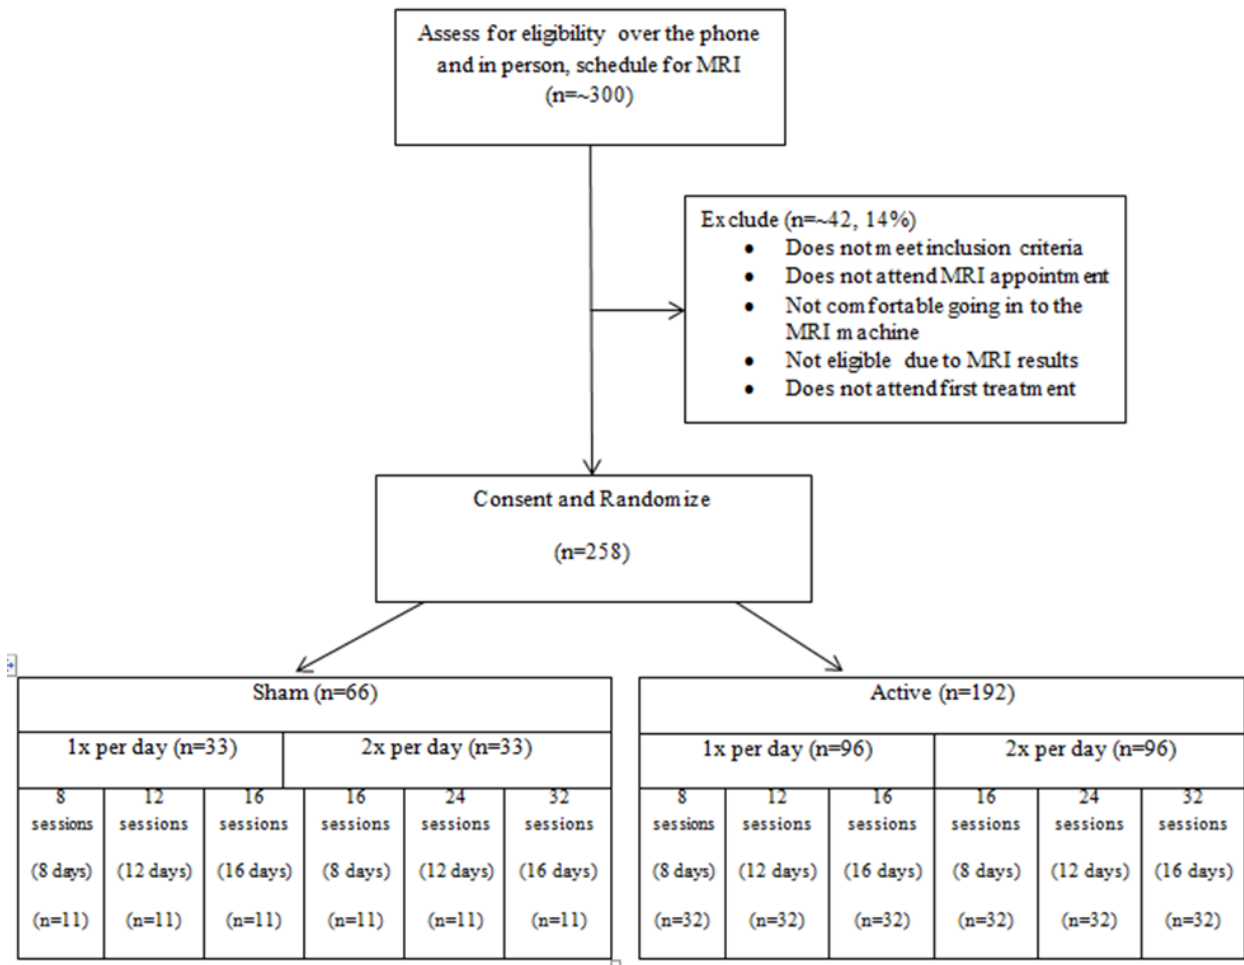 Assess for eligibility over the phone
and in person, schedule for MRI
(n=~300)
Exclude (n=~42, 14%)
• Does not meet inclusion criteria
• Does not attend MRI appointment
• Not comfortable going in to the
MRI machine
• Not eligible due to MRI results
• Does not attend first treatment
Consent and Randomize
(n=258)
Sham (n=66)
1x per day (n=33) 2x per day (n=33)
8 12 16 16 24 32
sessions sessions sessions sessions sessions sessions
(8 days) (12 days) (16 days) (8 days) (12 days) (16 days)
(n=11) (n=11) (n=11) (n=11) (n=11) (n=11)
Active (n=192)
1x per day (n=96) 2x per day (n=96)
8 12 16 16 24 32
sessions sessions sessions sessions sessions sessions
(8 days) (12 days) (16 days) (8 days) (12 days) (16 days)
(n=32) (n=32) (n=32) (n=32) (n=32) (n=32)